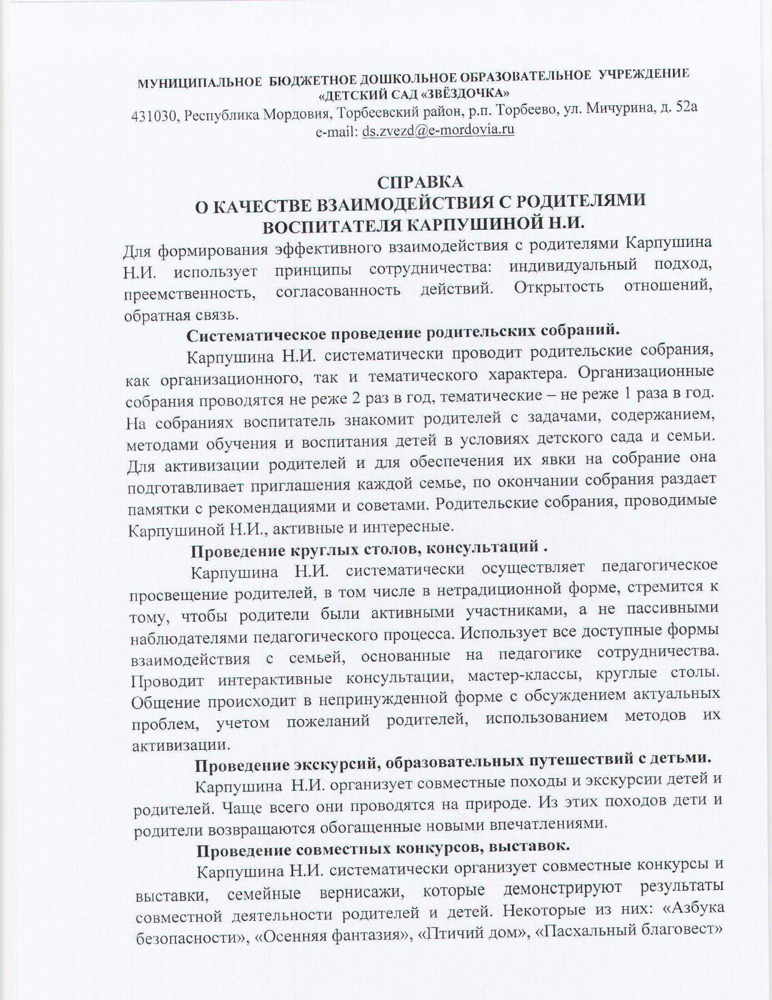 МУНИЦИПАЛЬНОЕ БЮДЖЕТНОЕ ДОШКОЛЬНОЕ ОБРАЗОВАТЕЛЬНОЕ УЧРЕЖДЕНИЕ
«ДЕТСКИЙ САД «ЗВЁЗДОЧКА»
431030, Республика Мордовия, Торбеевский район, р.п. Торбеево, ул. Мичурина, д. 52а
e-mail: ds.zvezd@e-mordovia.ru
СПРАВКА
О КАЧЕСТВЕ ВЗАИМОДЕЙСТВИЯ С РОДИТЕЛЯМИ
ВОСПИТАТЕЛЯ КАРПУШИНОЙ Н.И.
Для формирования эффективного взаимодействия с родителями Карпушина
Н.И. использует принципы сотрудничества: индивидуальный подход,
преемственность, согласованность действий. Открытость отношений,
обратная связь.
Систематическое проведение родительских собраний.
Карпушина Н.И. систематически проводит родительские собрания,
как организационного, так и тематического характера. Организационные
собрания проводятся не реже 2 раз в год, тематические – не реже 1 раза в год.
На собраниях воспитатель знакомит родителей с задачами, содержанием,
методами обучения и воспитания детей в условиях детского сада и семьи.
Для активизации родителей и для обеспечения их явки на собрание она
подготавливает приглашения каждой семье, по окончании собрания раздает
памятки с рекомендациями и советами. Родительские собрания, проводимые
Карпушиной Н.И., активные и интересные.
Проведение круглых столов, консультаций .
Карпушина Н.И. систематически осуществляет педагогическое
просвещение родителей, в том числе в нетрадиционной форме, стремится к
тому, чтобы родители были активными участниками, а не пассивными
наблюдателями педагогического процесса. Использует все доступные формы
взаимодействия с семьей, основанные на педагогике сотрудничества.
Проводит интерактивные консультации, мастер-классы, круглые столы.
Общение происходит в непринужденной форме с обсуждением актуальных
проблем, учетом пожеланий родителей, использованием методов их
активизации.
Проведение экскурсий, образовательных путешествий с детьми.
Карпушина Н.И. организует совместные походы и экскурсии детей и
родителей. Чаще всего они проводятся на природе. Из этих походов дети и
родители возвращаются обогащенные новыми впечатлениями.
Проведение совместных конкурсов, выставок.
Карпушина Н.И. систематически организует совместные конкурсы и
выставки, семейные вернисажи, которые демонстрируют результаты
совместной деятельности родителей и детей. Некоторые из них: «Азбука
безопасности», «Осенняя фантазия», «Птичий дом», «Пасхальный благовест»